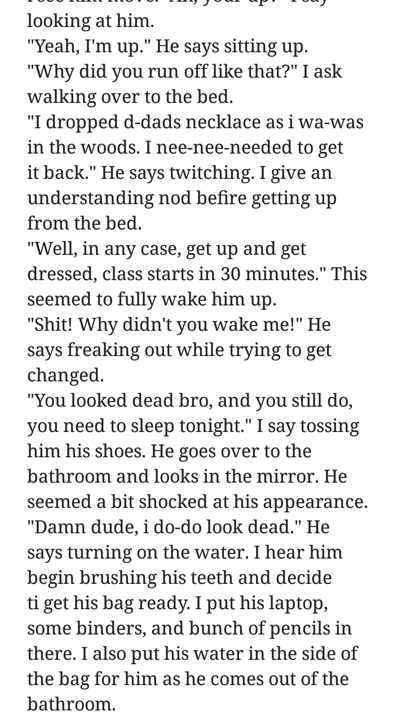 looking at him.
"Yeah, I'm up." He says sitting up.
"Why did you run off like that?" I ask
walking over to the bed.
"I dropped d-dads necklace as i wa-was
in the woods. I nee-nee-needed to get
it back." He says twitching. I give an
understanding nod befire getting up
from the bed.
"Well, in any case, get up and get
dressed, class starts in 30 minutes." This
seemed to fully wake him up.
"Shit! Why didn't you wake me!" He
says freaking out while trying to get
changed.
"You looked dead bro, and you still do,
you need to sleep tonight." I say tossing
him his shoes. He goes over to the
bathroom and looks in the mirror. He
seemed a bit shocked at his appearance.
"Damn dude, i do-do look dead." He
says turning on the water. I hear him
begin brushing his teeth and decide
ti get his bag ready. I put his laptop,
some binders, and bunch of pencils in
there. I also put his water in the side of
the bag for him as he comes out of the
bathroom.